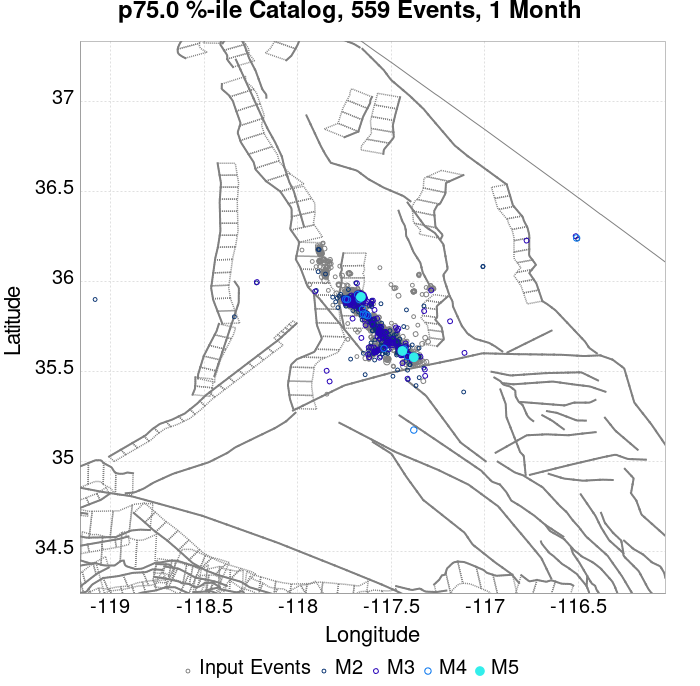 p75.0 %-ile Catalog, 559 Events, 1 Month
37
36.5
36
35.5
35
34.5
Latitude
-119
-118.5
-118
-117.5
-117
-116.5
Longitude
Input Events
M2
M3
M4
M5